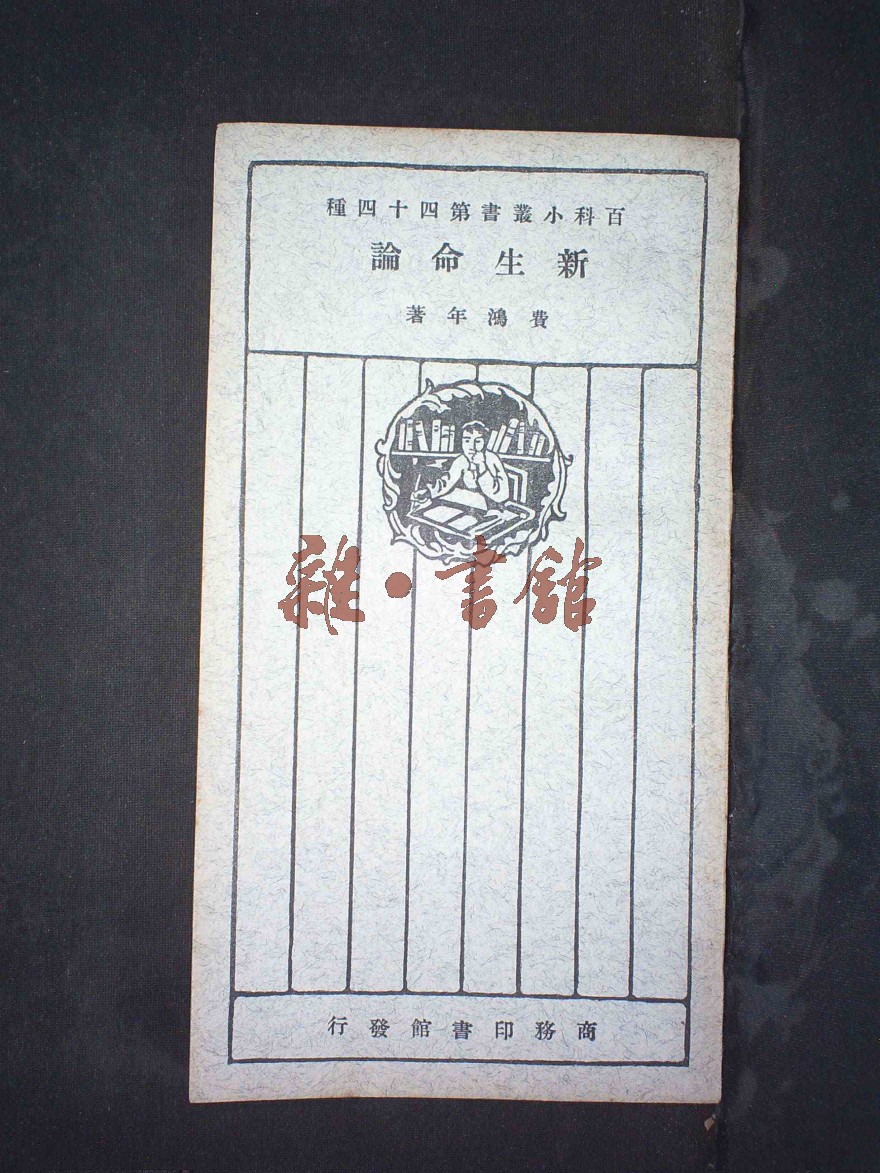 百科小叢書第四十四種
新生命論
費鴻年著
雜·書館
商務印書館發行